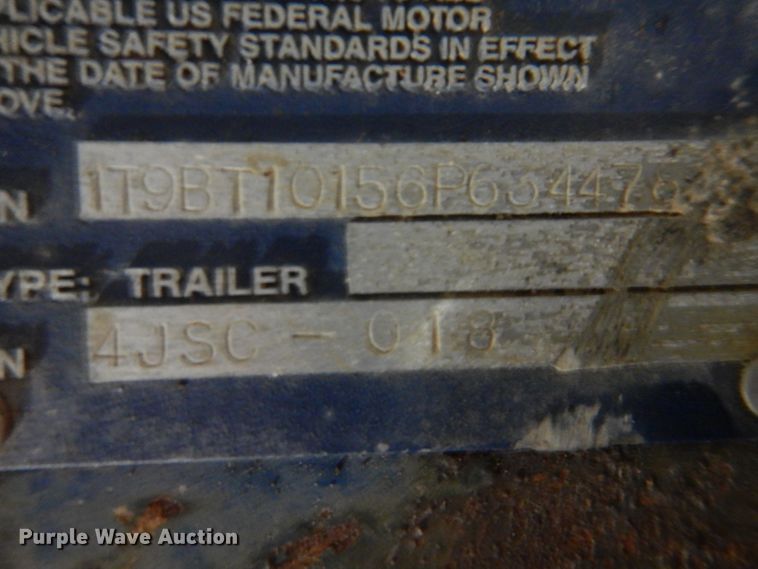 PLICABLE US FEDERAL MOTOR
HICLE SAFETY STANDARDS IN EFFECT
THE DATE OF MANUFACTURE SHOWN
OVE.
N 1T9BT10156P634476
YPE: TRAILER
N 4JSC - 018
Purple Wave Auction